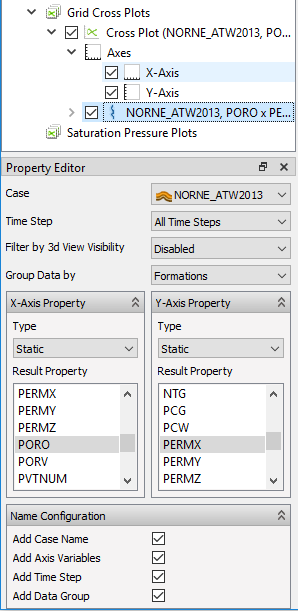 Grid Cross Plots
Cross Plot (NORNE_ATW2013, PO...
Axes
X-Axis
Y-Axis
NORNE_ATW2013, PORO x PE...
Saturation Pressure Plots
Property Editor
Case NORNE_ATW2013
Time Step All Time Steps
Filter by 3d View Visibility Disabled
Group Data by Formations
X-Axis Property
Type
Static
Result Property
PERMX
PERMY
PERMZ
PORO
PORV
PVTNUM
Y-Axis Property
Type
Static
Result Property
NTG
PCG
PCW
PERMX
PERMY
PERMZ
Name Configuration
Add Case Name
Add Axis Variables
Add Time Step
Add Data Group